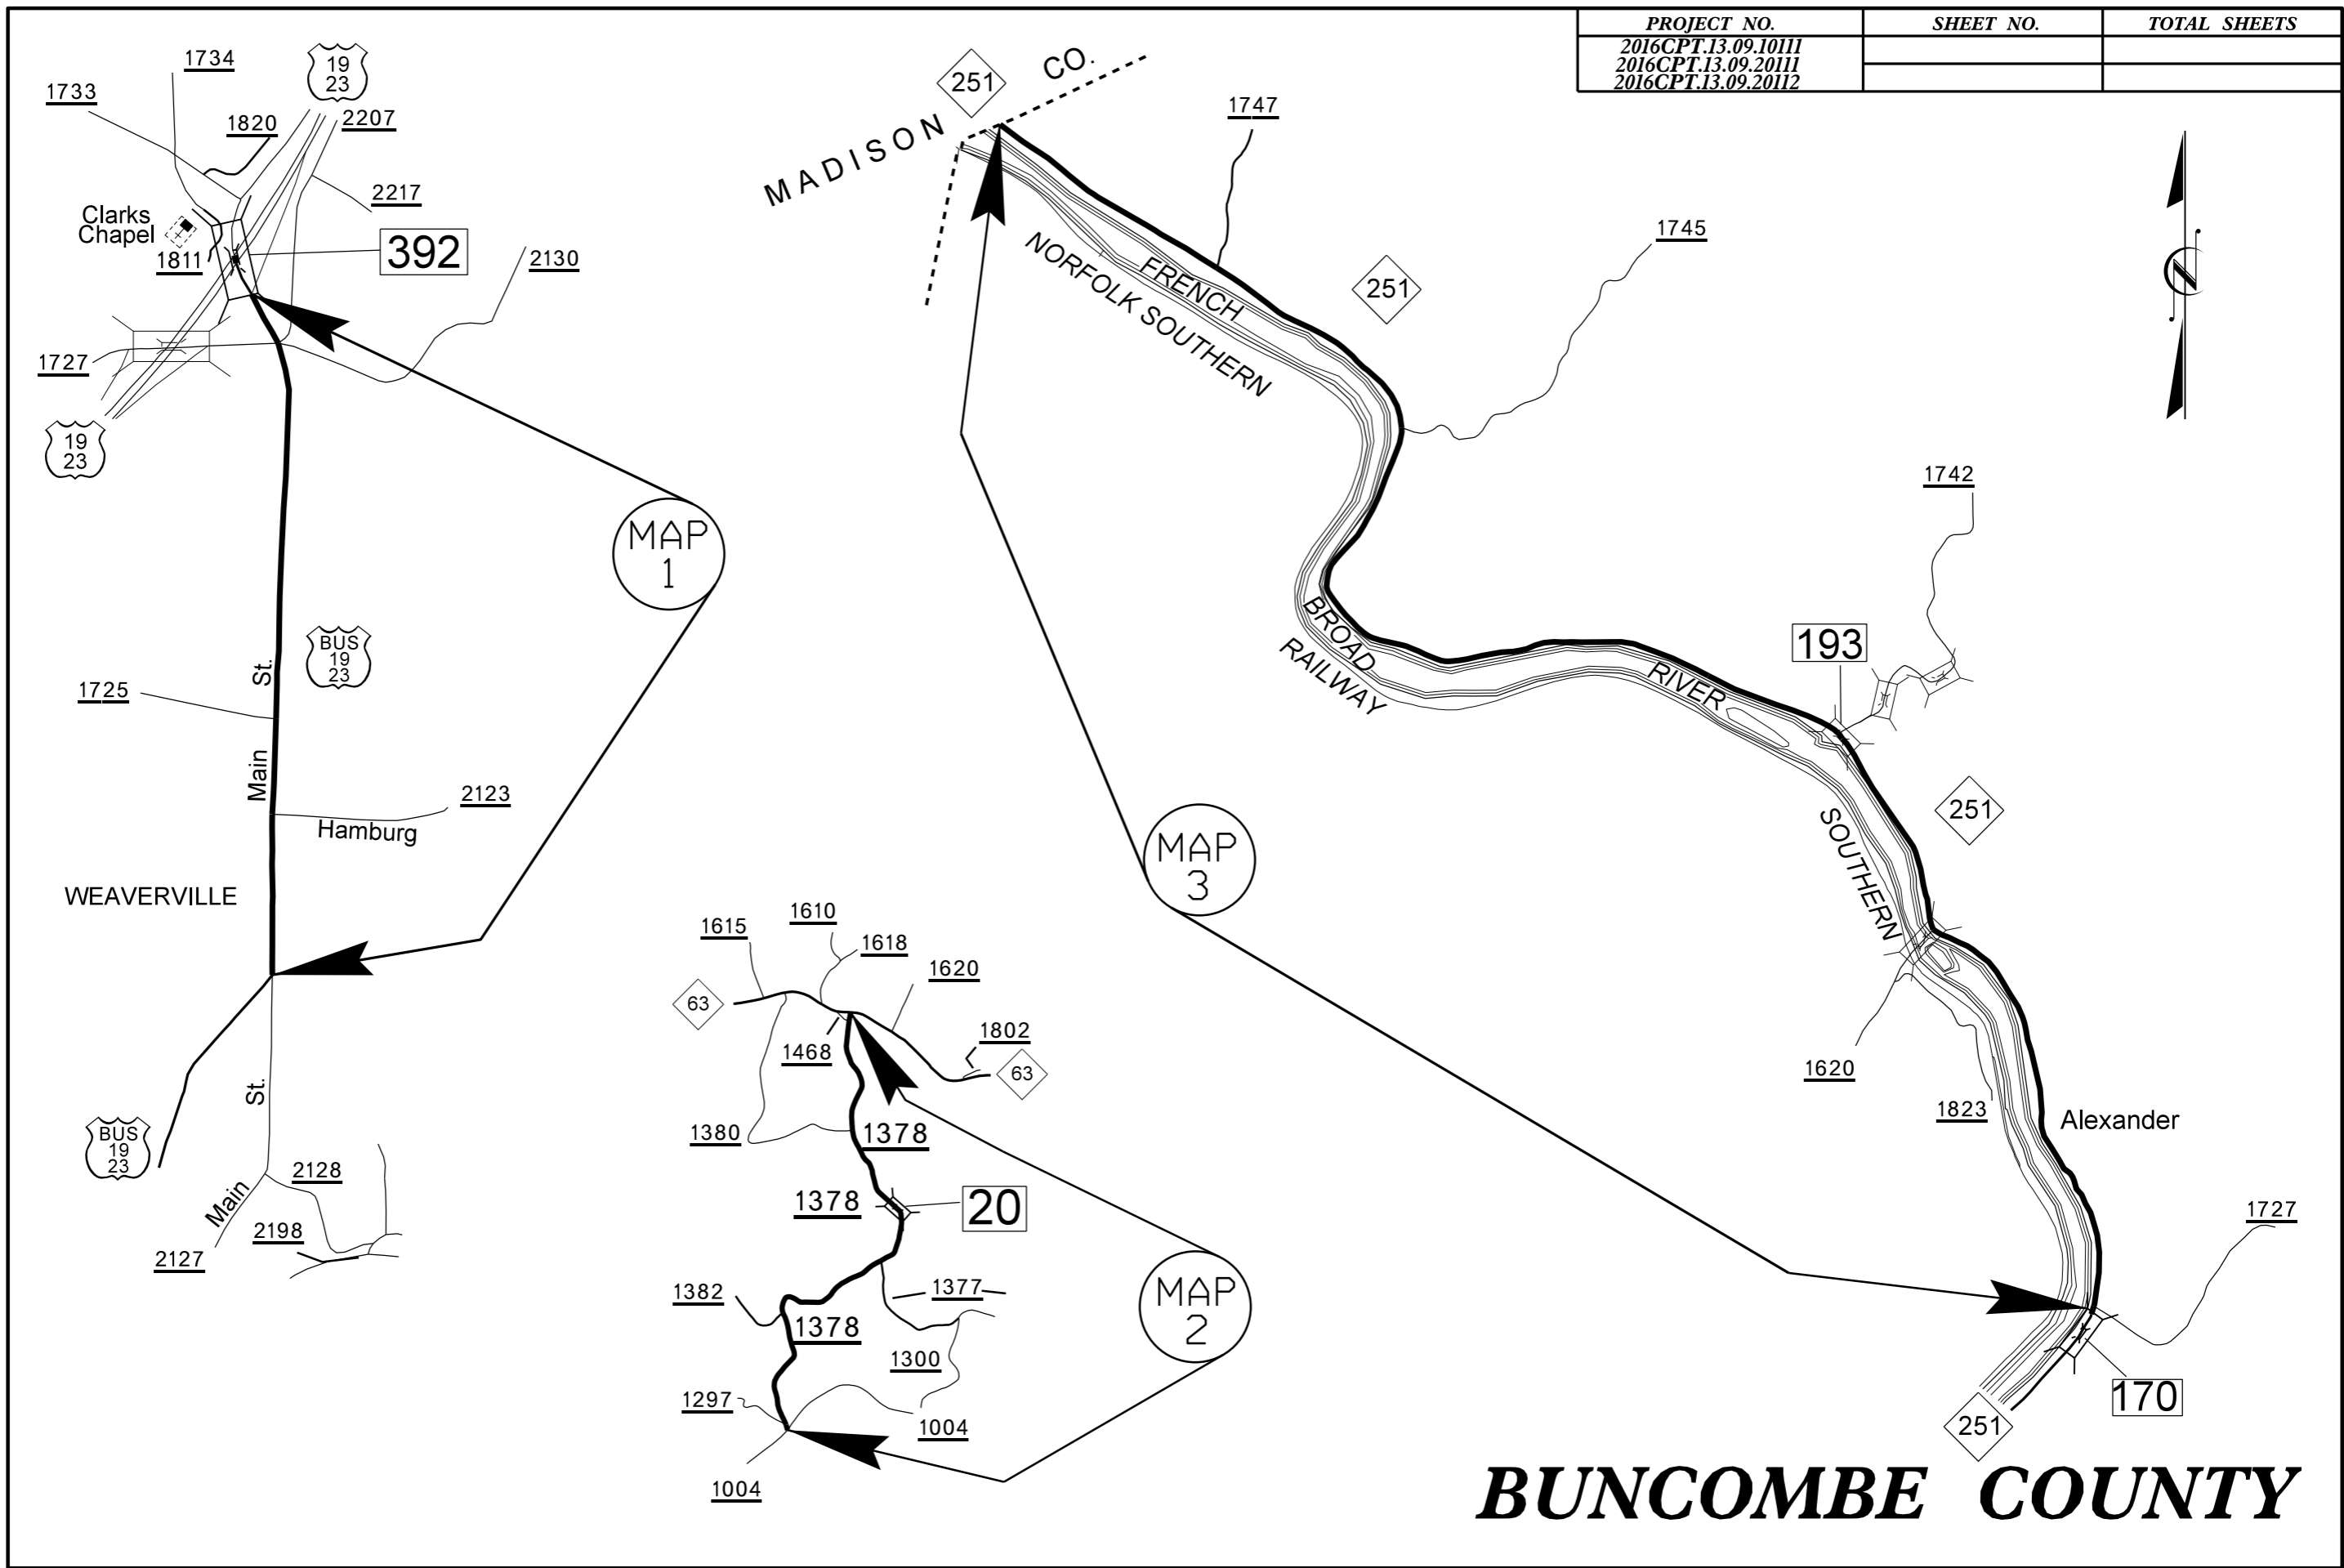 PROJECT NO. SHEET NO. TOTAL SHEETS
2016CPT.13.09.10111
2016CPT.13.09.20111
2016CPT.13.09.20112
1734
19
23
1733
1820
2207
2217
Clarks
Chapel
1811
392
2130
1727
19
23
MAP
1
BUS
19
23
St.
1725
Main
2123
Hamburg
WEAVERVILLE
St.
BUS
19
23
Main
2128
2198
2127
251
MADISON CO.
1747
1745
251
FRENCH
NORFOLK SOUTHERN
N
1742
193
BROAD
RAILWAY
RIVER
251
SOUTHERN
MAP
3
1620
1823
Alexander
1727
170
251
1615
1610
1618
1620
63
1802
1468
63
1380
1378
1378
20
1382
1377
1378
MAP
2
1300
1297
1004
1004
BUNCOMBE COUNTY